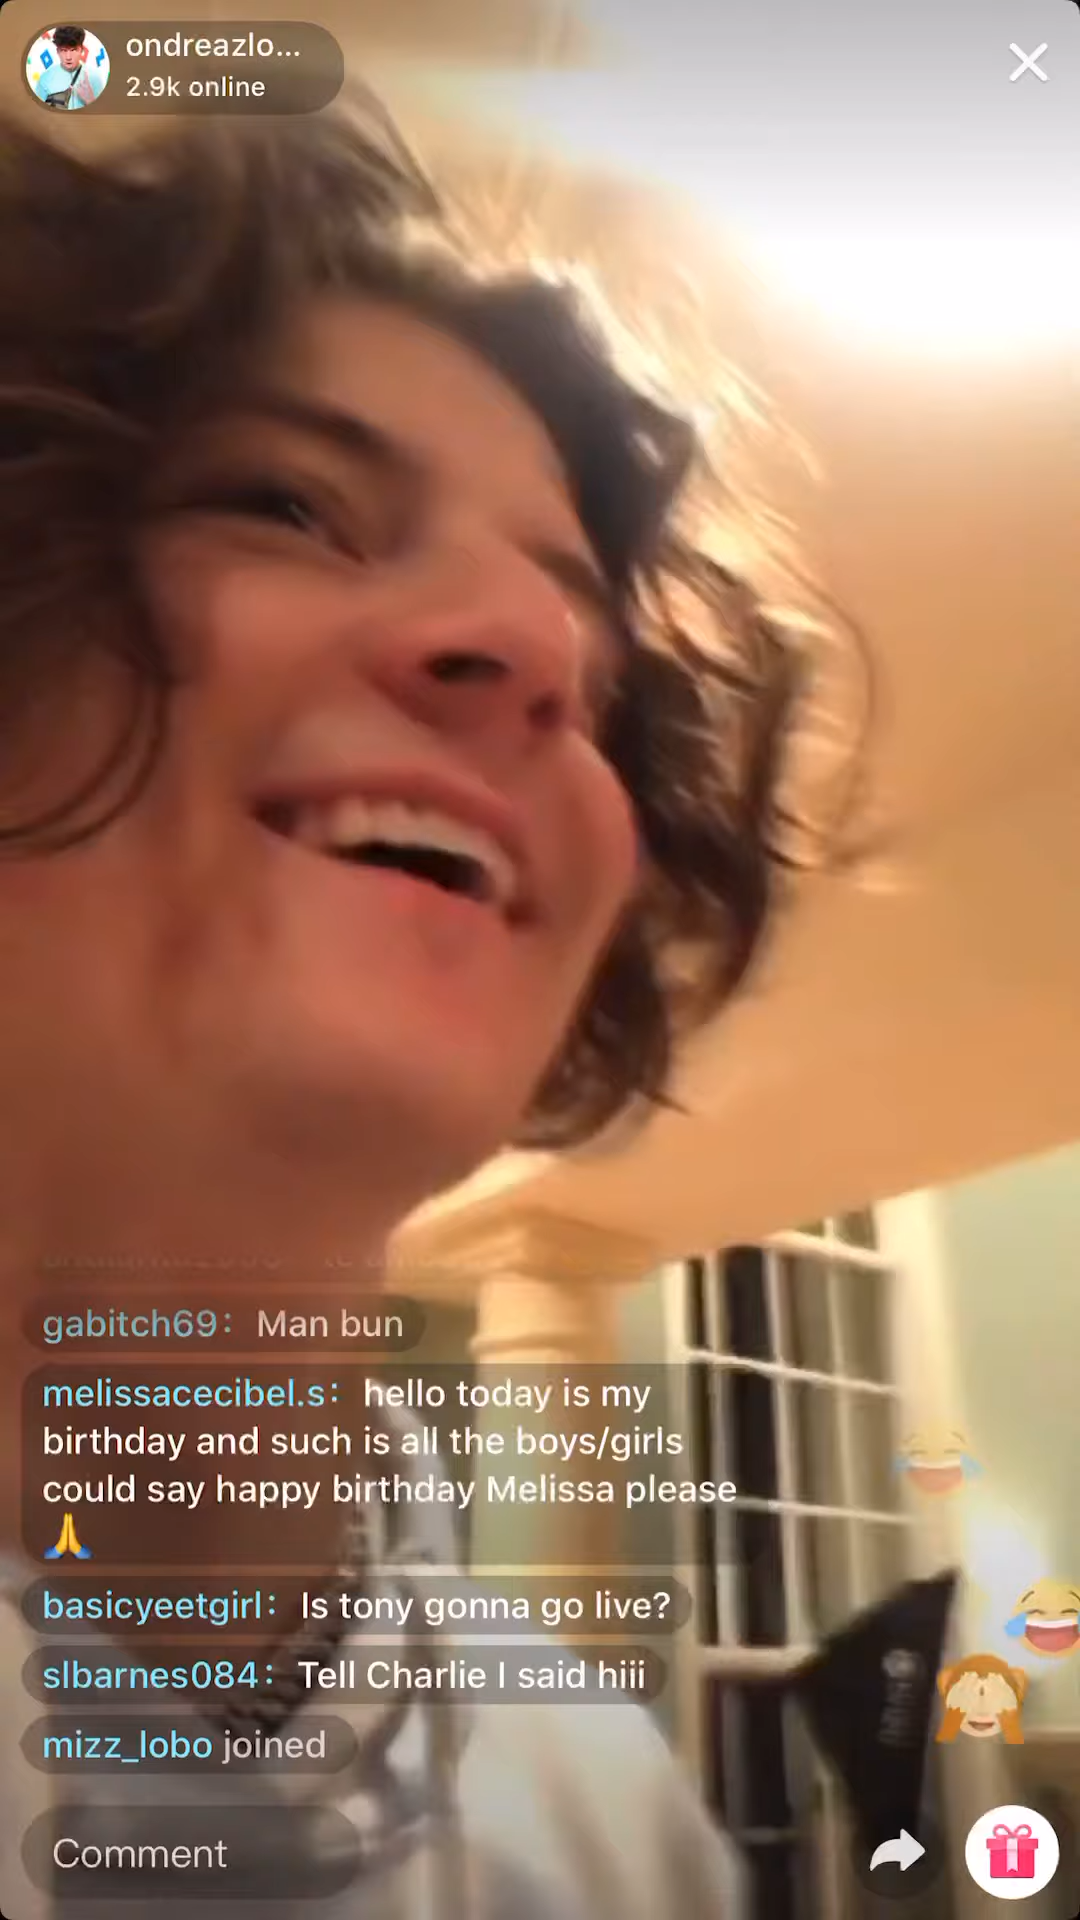 ondreazlo...
2.9k online
gabitch69: Man bun
melissacecibel.s: hello today is my
birthday and such is all the boys/girls
could say happy birthday Melissa please
🙏
basicyeetgirl: Is tony gonna go live?
slbarnes084: Tell Charlie I said hiii
mizz_lobo joined
Comment